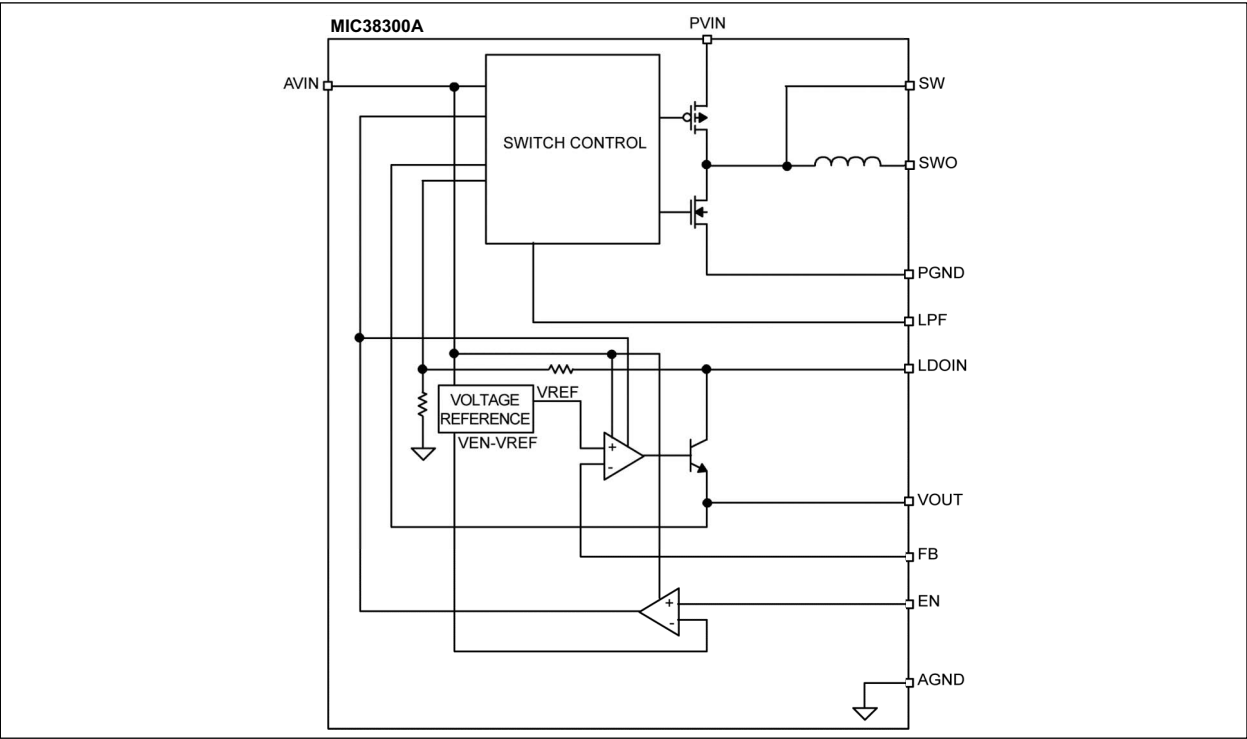 MIC38300A
PVIN
AVIN
SW
SWITCH CONTROL
SWO
PGND
LPF
LDOIN
VOLTAGE
REFERENCE
VREF
VEN-VREF
+
-
VOUT
FB
EN
+
-
AGND